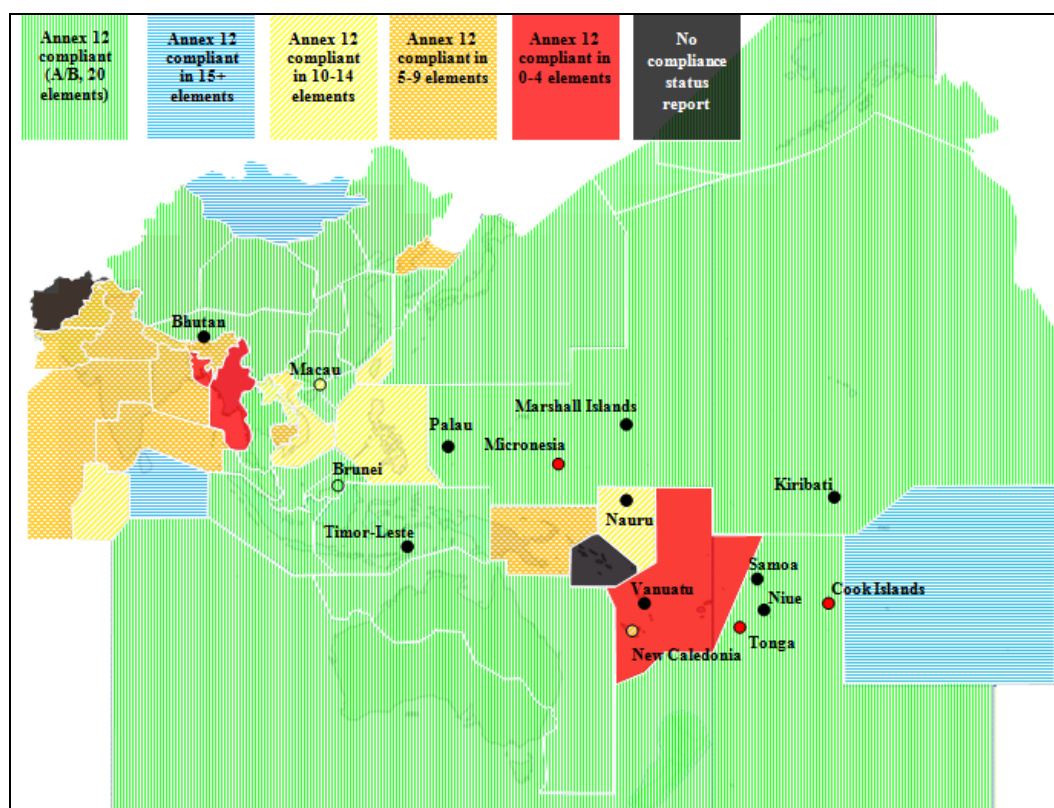 Annex 12
compliant
(A/B, 20
elements)
Annex 12
compliant
in 15+
elements
Annex 12
compliant
in 10-14
elements
Annex 12
compliant in
5-9 elements
Annex 12
compliant in
0-4 elements
No
compliance
status
report
Bhutan
Macau
Marshall Islands
Palau
Micronesia
Brunei
Kiribati
Nauru
Timor-Leste
Samoa
Cook Islands
Vanuatu
Niue
Tonga
New Caledonia